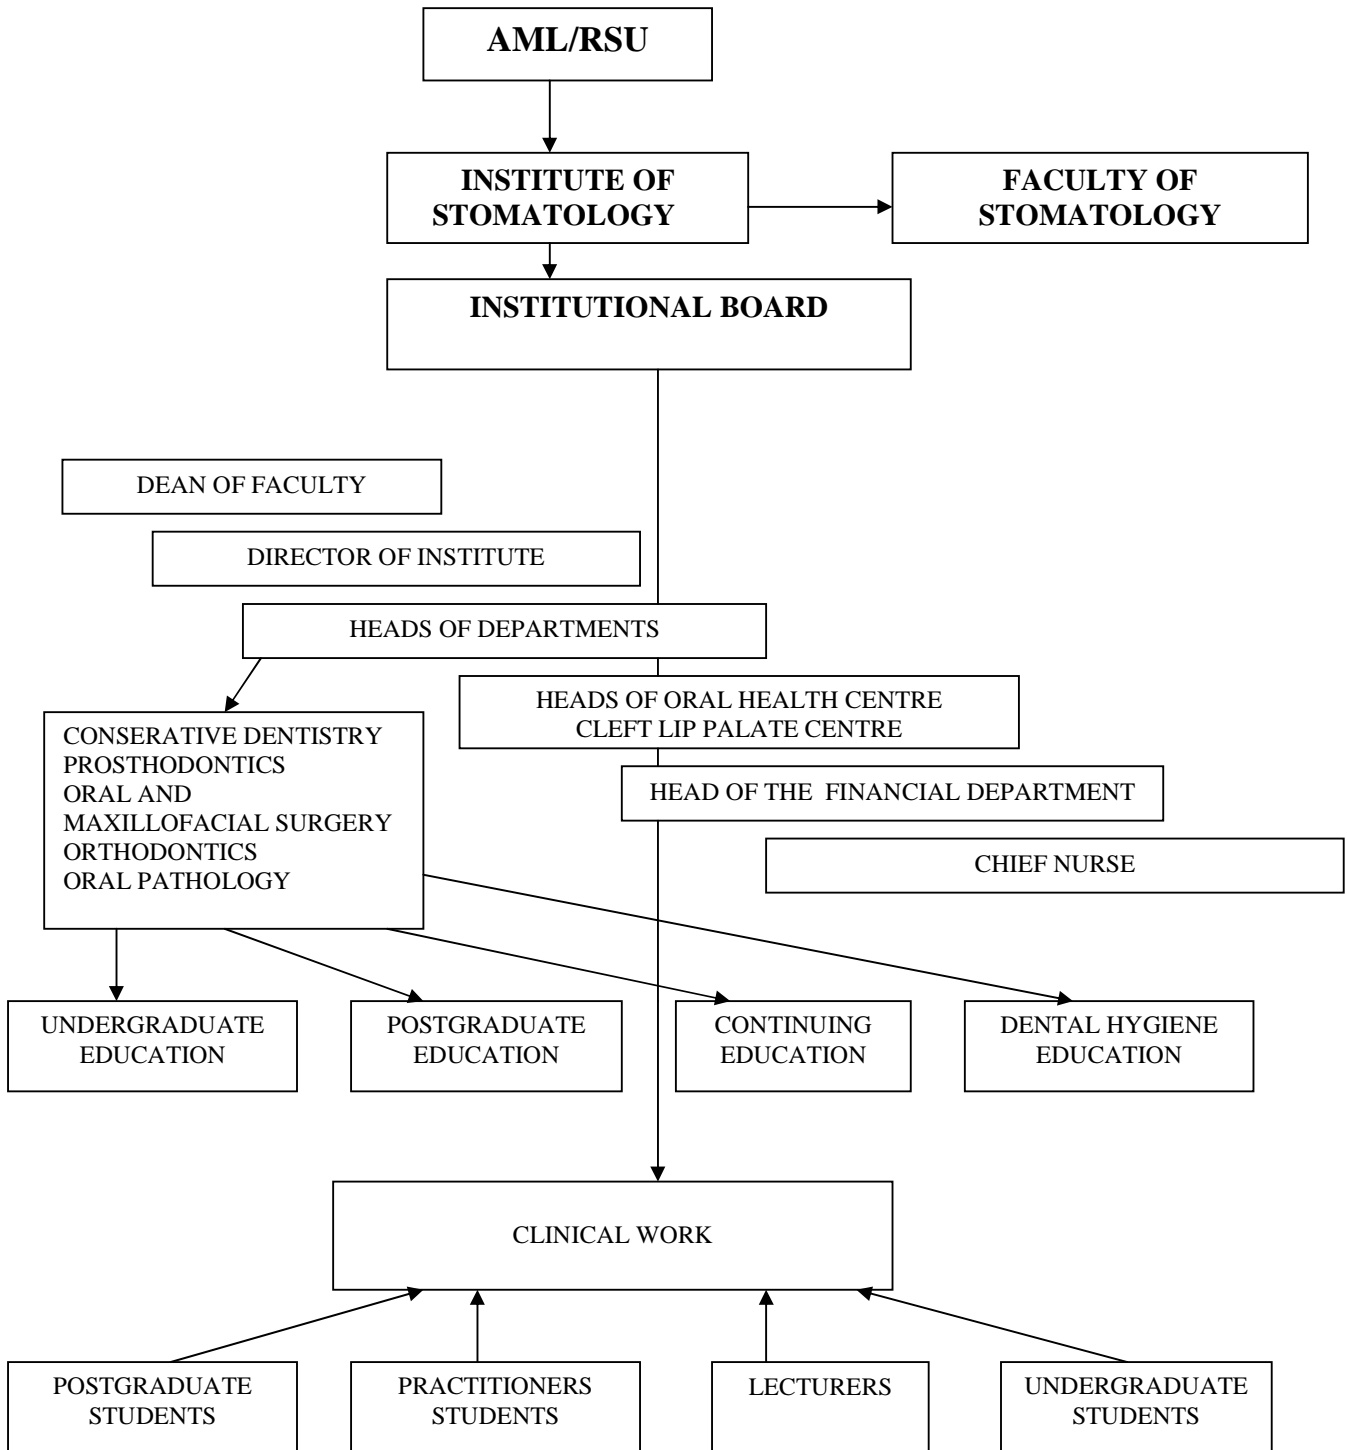 AML/RSU
INSTITUTE OF
STOMATOLOGY
FACULTY OF
STOMATOLOGY
INSTITUTIONAL BOARD
DEAN OF FACULTY
DIRECTOR OF INSTITUTE
HEADS OF DEPARTMENTS
HEADS OF ORAL HEALTH CENTRE
CLEFT LIP PALATE CENTRE
CONSERATIVE DENTISTRY
PROSTHODONTICS
ORAL AND
MAXILLOFACIAL SURGERY
ORTHODONTICS
ORAL PATHOLOGY
HEAD OF THE FINANCIAL DEPARTMENT
CHIEF NURSE
UNDERGRADUATE
EDUCATION
POSTGRADUATE
EDUCATION
CONTINUING
EDUCATION
DENTAL HYGIENE
EDUCATION
CLINICAL WORK
POSTGRADUATE
STUDENTS
PRACTITIONERS
STUDENTS
LECTURERS
UNDERGRADUATE
STUDENTS